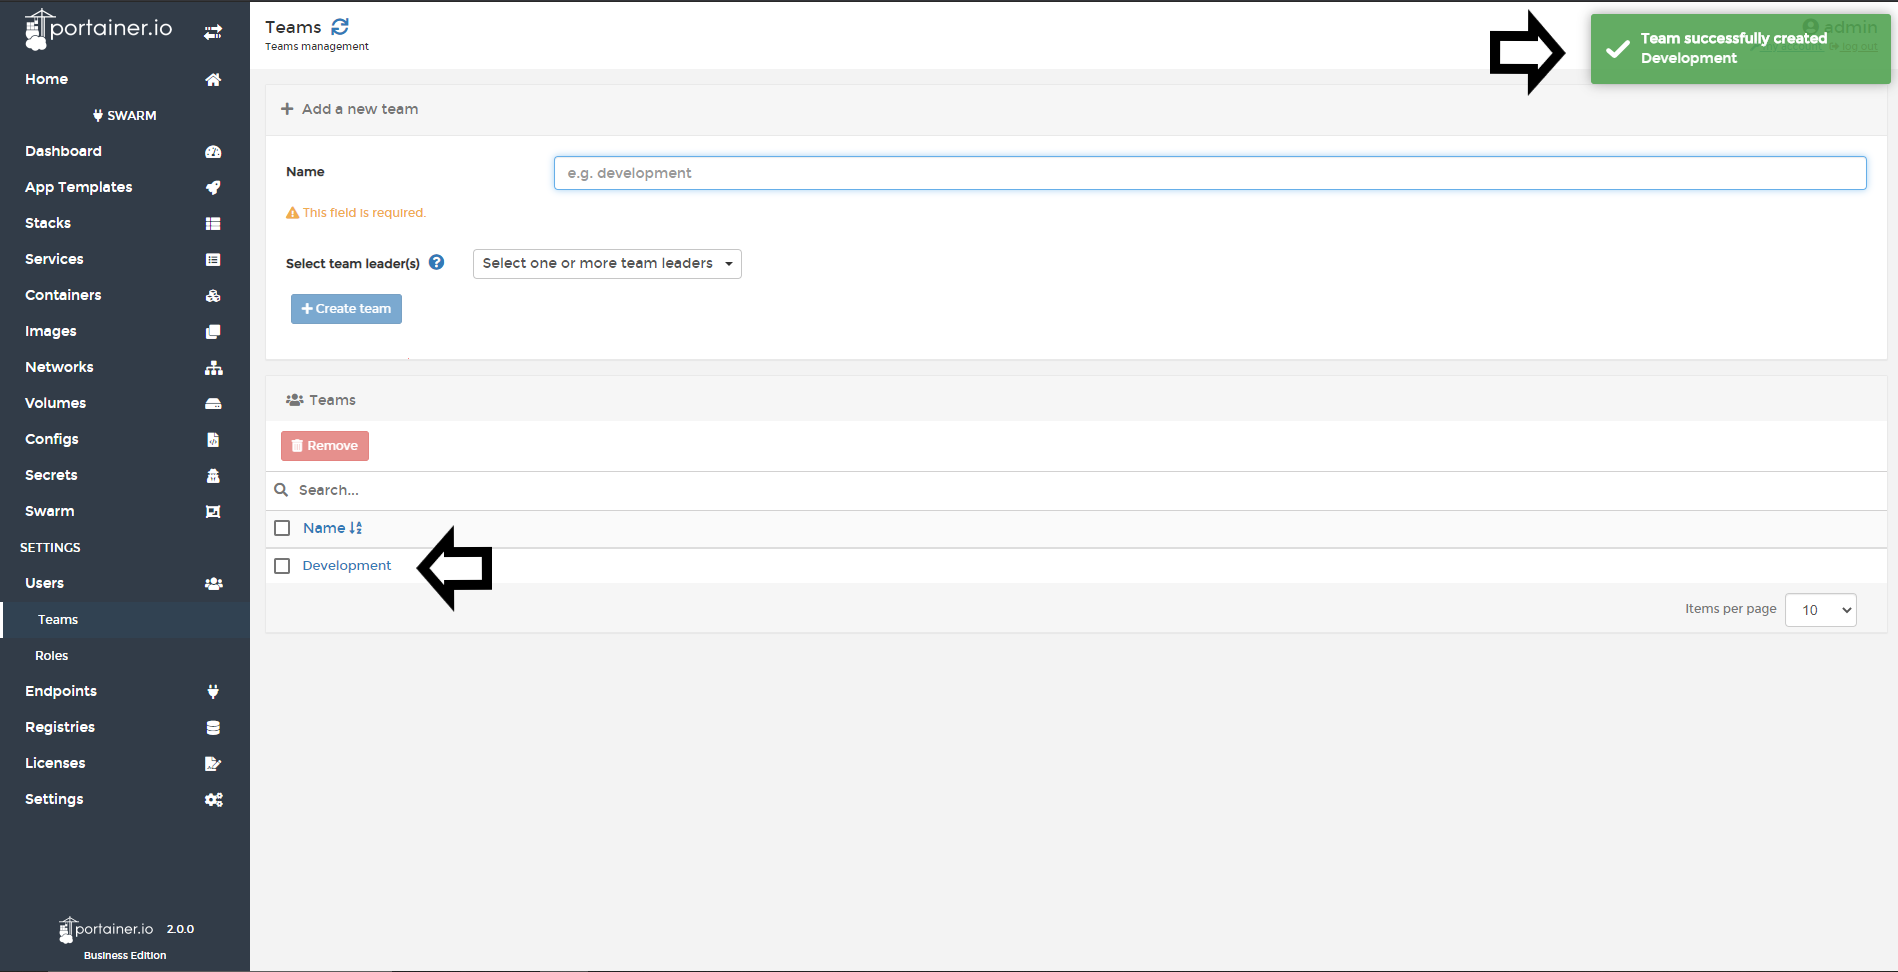 portainer.io
Home
SWARM
Dashboard
App Templates
Stacks
Services
Containers
Images
Networks
Volumes
Configs
Secrets
Swarm
SETTINGS
Users
Teams
Roles
Endpoints
Registries
Licenses
Settings
portainer.io 2.0.0
Business Edition
Teams
Teams management
admin
log out
Team successfully created
Development
Add a new team
Name
e.g. development
This field is required.
Select team leader(s)
Select one or more team leaders
Create team
Teams
Remove
Search...
Name
Development
Items per page 10